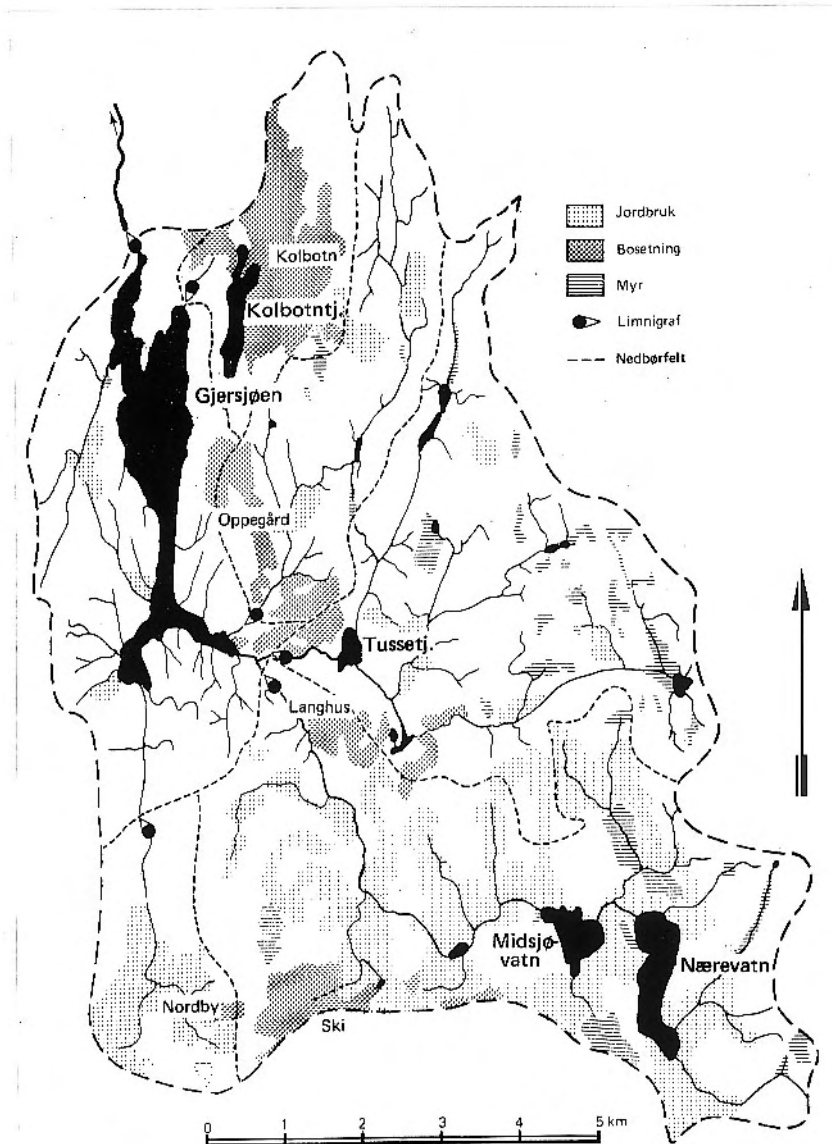 Jordbruk
Bosetning
Myr
Limnigraf
Nedbørfelt
Kolbotn
Kolbotntj.
Gjersjøen
Oppegård
Tussetj.
Langhus
Midsjø-
vatn
Nærevatn
Nordby
Ski
0 1 2 3 4 5 km